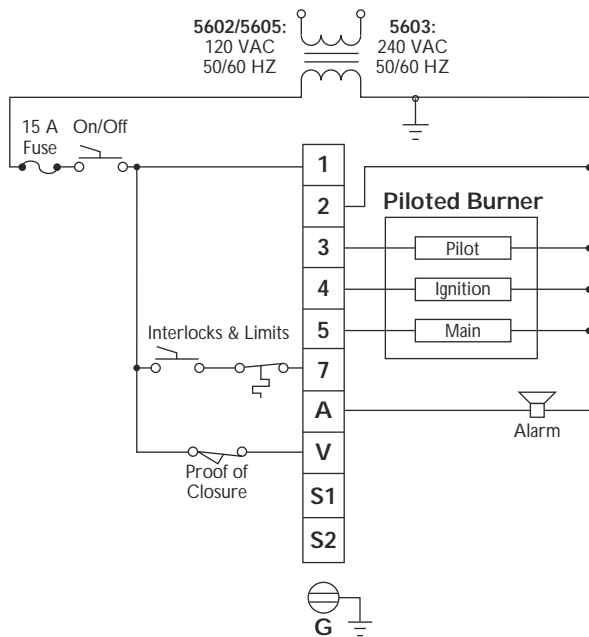 5602/5605:
120 VAC
50/60 HZ
5603:
240 VAC
50/60 HZ
15 A
Fuse
On/Off
1
2
3
4
5
7
A
V
S1
S2
G
Piloted Burner
Pilot
Ignition
Main
Interlocks & Limits
Alarm
Proof of
Closure